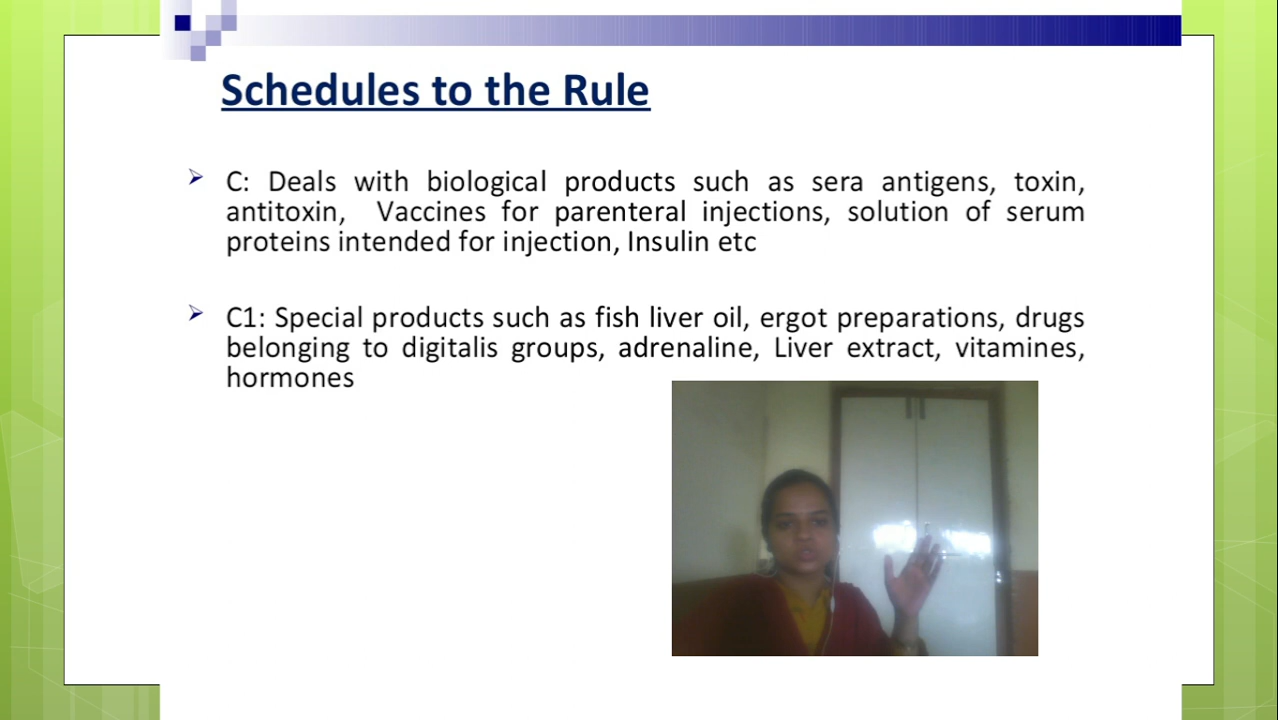 Schedules to the Rule
C: Deals with biological products such as sera antigens, toxin,
antitoxin, Vaccines for parenteral injections, solution of serum
proteins intended for injection, Insulin etc
C1: Special products such as fish liver oil, ergot preparations, drugs
belonging to digitalis groups, adrenaline, Liver extract, vitamines,
hormones